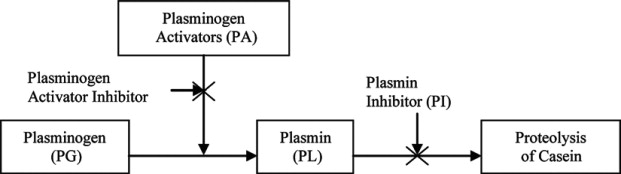 Plasminogen
Activators (PA)
Plasminogen
Activator Inhibitor
Plasmin
Inhibitor (PI)
Plasminogen
(PG)
Plasmin
(PL)
Proteolysis
of Casein